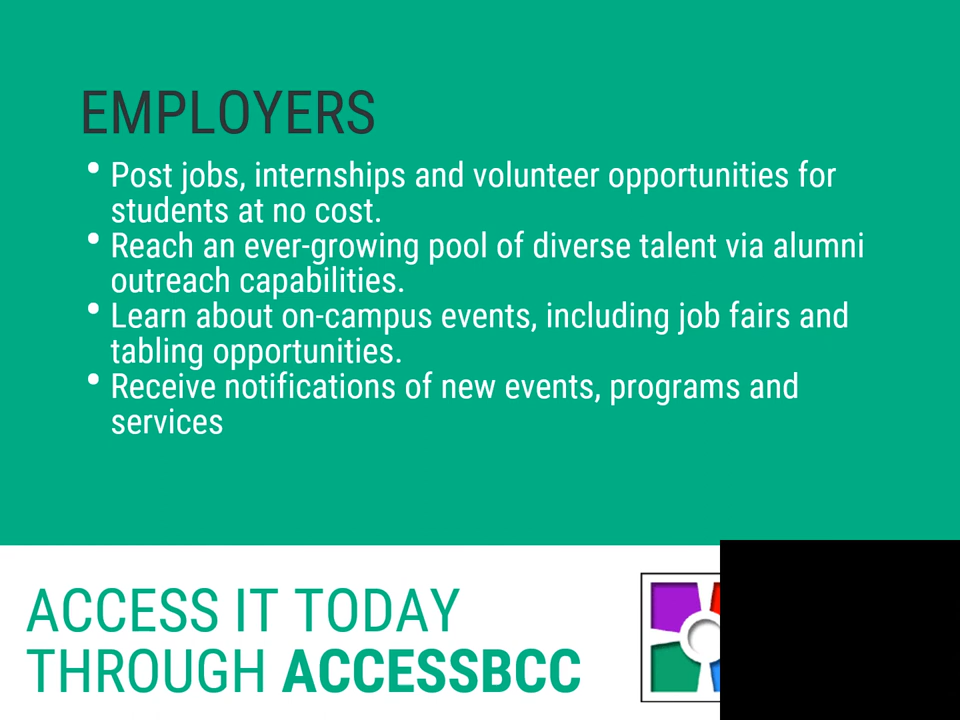 EMPLOYERS
• Post jobs, internships and volunteer opportunities for
students at no cost.
• Reach an ever-growing pool of diverse talent via alumni
outreach capabilities.
• Learn about on-campus events, including job fairs and
tabling opportunities.
• Receive notifications of new events, programs and
services
ACCESS IT TODAY
THROUGH ACCESSBCC